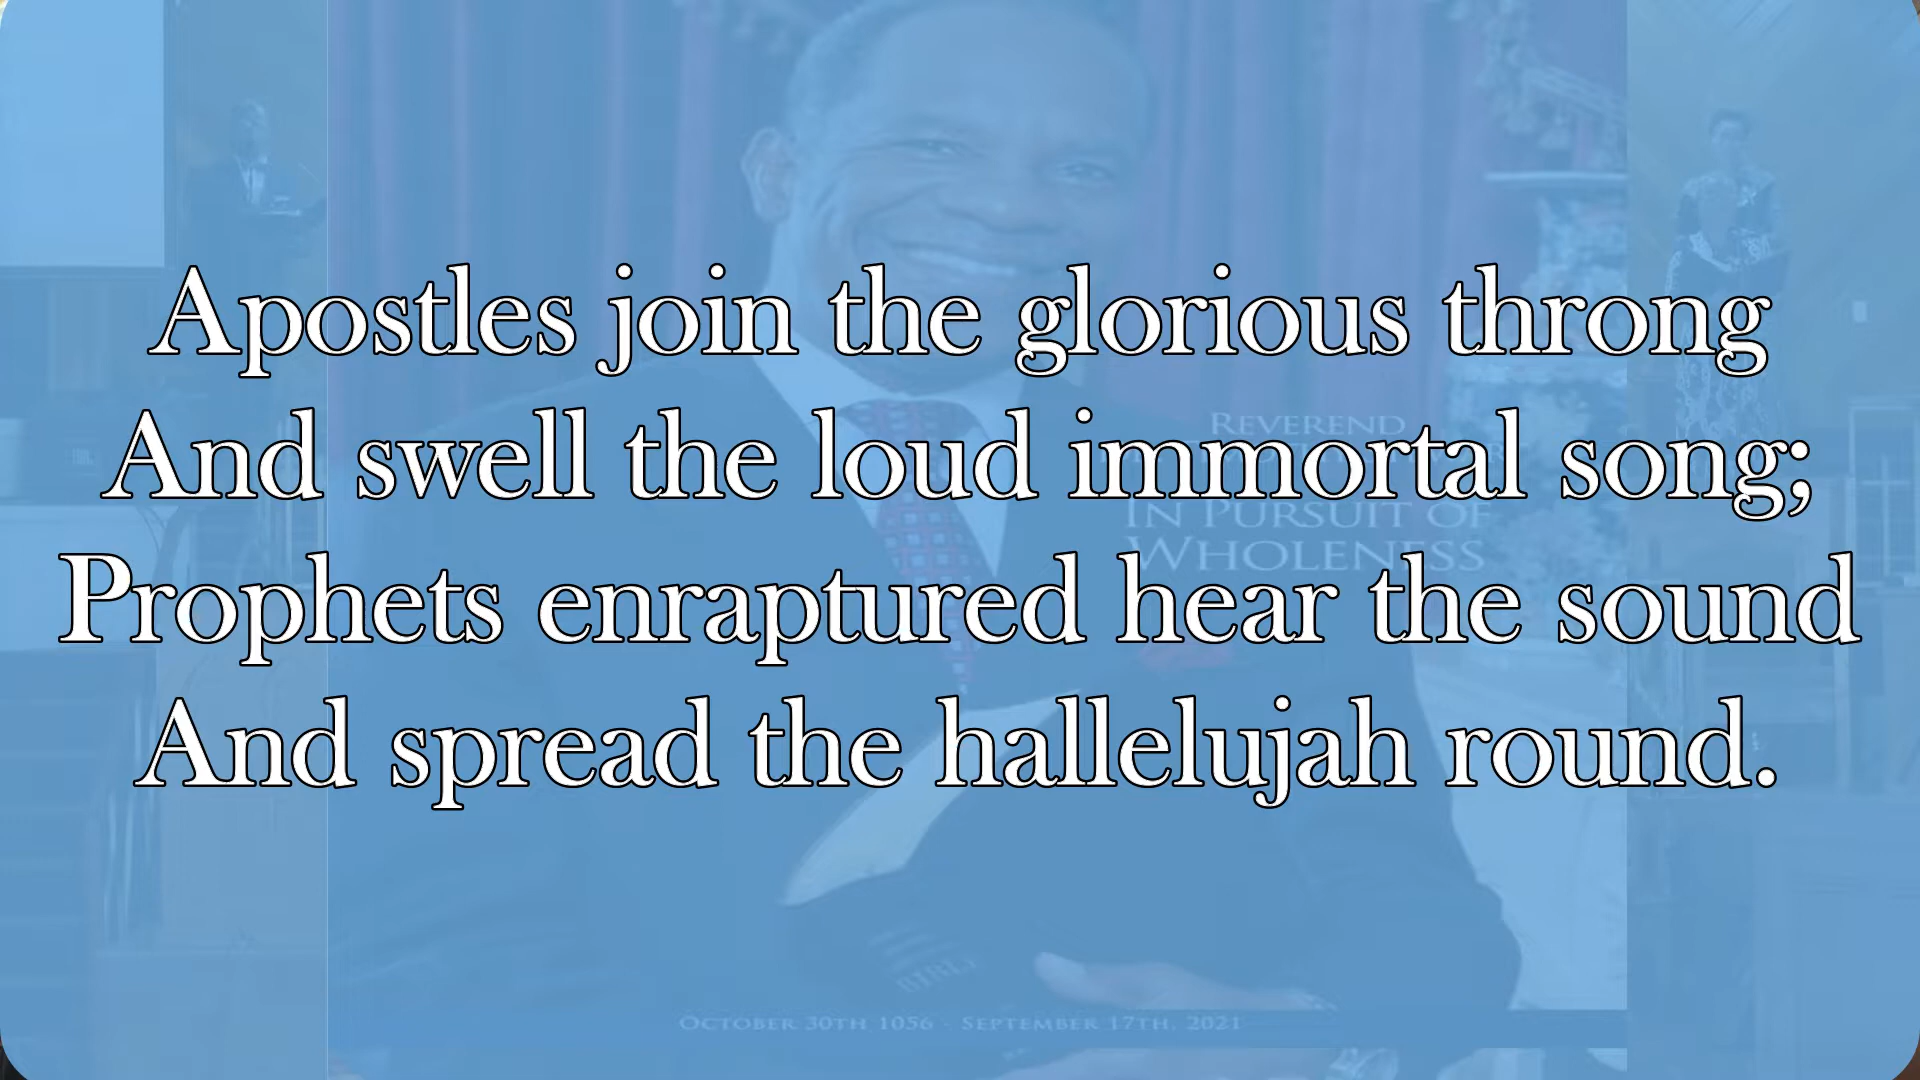 Apostles join the glorious throng
And swell the loud immortal song;
Prophets enraptured hear the sound
And spread the hallelujah round.
Reverend
In Pursuit of
Wholeness
October 30th 1056 - September 17th, 2021